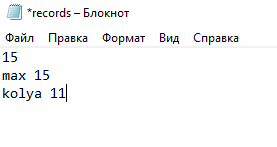 *records – Блокнот
Файл Правка Формат Вид Справка
15
max 15
kolya 11